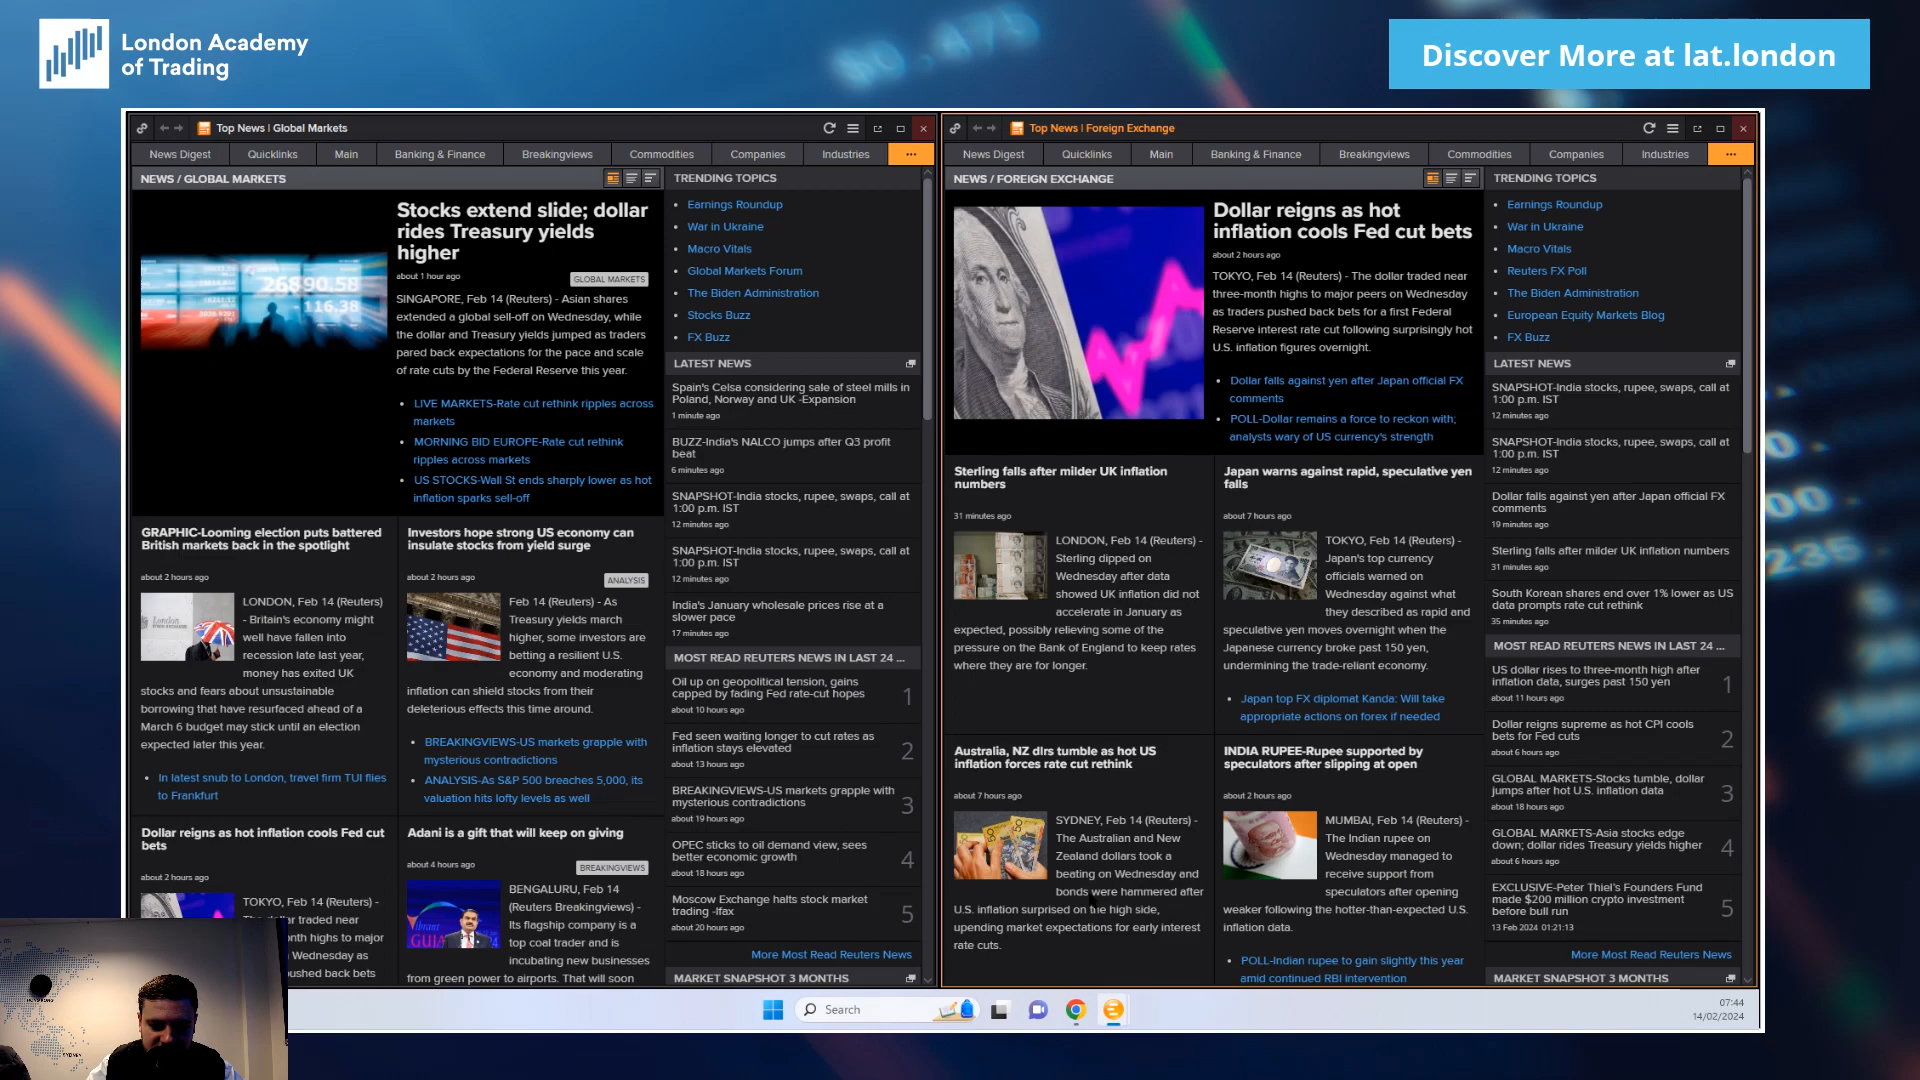 London Academy
of Trading
Discover More at lat.london
Top News | Global Markets
News Digest
Quicklinks
Main
Banking & Finance
Breakingviews
Commodities
Companies
Industries
...
NEWS / GLOBAL MARKETS
Stocks extend slide; dollar
rides Treasury yields
higher
about 1 hour ago
GLOBAL MARKETS
SINGAPORE, Feb 14 (Reuters) - Asian shares
extended a global sell-off on Wednesday, while
the dollar and Treasury yields jumped as traders
pared back expectations for the pace and scale
of rate cuts by the Federal Reserve this year.
LIVE MARKETS-Rate cut rethink ripples across
markets
MORNING BID EUROPE-Rate cut rethink
ripples across markets
US STOCKS-Wall St ends sharply lower as hot
inflation sparks sell-off
26890.58
116.38
GRAPHIC-Looming election puts battered
British markets back in the spotlight
about 2 hours ago
LONDON, Feb 14 (Reuters)
- Britain's economy might
well have fallen into
recession late last year,
money has exited UK
stocks and fears about unsustainable
borrowing that have resurfaced ahead of a
March 6 budget may stick until an election
expected later this year.
In latest snub to London, travel firm TUI flies
to Frankfurt
Investors hope strong US economy can
insulate stocks from yield surge
about 2 hours ago
ANALYSIS
Feb 14 (Reuters) - As
Treasury yields march
higher, some investors are
betting a resilient U.S.
economy and moderating
inflation can shield stocks from their
deleterious effects this time around.
BREAKINGVIEWS-US markets grapple with
mysterious contradictions
ANALYSIS-As S&P 500 breaches 5,000, its
valuation hits lofty levels as well
Dollar reigns as hot inflation cools Fed cut
bets
about 2 hours ago
TOKYO, Feb 14 (Reuters) -
The dollar traded near
nth highs to major
Wednesday as
ushed back bets
Adani is a gift that will keep on giving
about 4 hours ago
BREAKINGVIEWS
BENGALURU, Feb 14
(Reuters Breakingviews) -
Its flagship company is a
top coal trader and is
incubating new businesses
from green power to airports. That will soon
TRENDING TOPICS
Earnings Roundup
War in Ukraine
Macro Vitals
Global Markets Forum
The Biden Administration
Stocks Buzz
FX Buzz
LATEST NEWS
Spain's Celsa considering sale of steel mills in
Poland, Norway and UK -Expansion
1 minute ago
BUZZ-India's NALCO jumps after Q3 profit
beat
6 minutes ago
SNAPSHOT-India stocks, rupee, swaps, call at
1:00 p.m. IST
12 minutes ago
SNAPSHOT-India stocks, rupee, swaps, call at
1:00 p.m. IST
12 minutes ago
India's January wholesale prices rise at a
slower pace
17 minutes ago
MOST READ REUTERS NEWS IN LAST 24 ...
Oil up on geopolitical tension, gains
capped by fading Fed rate-cut hopes
about 10 hours ago
1
Fed seen waiting longer to cut rates as
inflation stays elevated
about 13 hours ago
2
BREAKINGVIEWS-US markets grapple with
mysterious contradictions
about 19 hours ago
3
OPEC sticks to oil demand view, sees
better economic growth
about 18 hours ago
4
Moscow Exchange halts stock market
trading -Ifax
about 20 hours ago
5
More Most Read Reuters News
MARKET SNAPSHOT 3 MONTHS
Top News | Foreign Exchange
News Digest
Quicklinks
Main
Banking & Finance
Breakingviews
Commodities
Companies
Industries
...
NEWS / FOREIGN EXCHANGE
Dollar reigns as hot
inflation cools Fed cut bets
about 2 hours ago
TOKYO, Feb 14 (Reuters) - The dollar traded near
three-month highs to major peers on Wednesday
as traders pushed back bets for a first Federal
Reserve interest rate cut following surprisingly hot
U.S. inflation figures overnight.
Dollar falls against yen after Japan official FX
comments
POLL-Dollar remains a force to reckon with;
analysts wary of US currency's strength
Sterling falls after milder UK inflation
numbers
31 minutes ago
LONDON, Feb 14 (Reuters) -
Sterling dipped on
Wednesday after data
showed UK inflation did not
accelerate in January as
expected, possibly relieving some of the
pressure on the Bank of England to keep rates
where they are for longer.
Japan warns against rapid, speculative yen
falls
about 7 hours ago
TOKYO, Feb 14 (Reuters) -
Japan's top currency
officials warned on
Wednesday against what
they described as rapid and
speculative yen moves overnight when the
Japanese currency broke past 150 yen,
undermining the trade-reliant economy.
Japan top FX diplomat Kanda: Will take
appropriate actions on forex if needed
Australia, NZ dlrs tumble as hot US
inflation forces rate cut rethink
about 7 hours ago
SYDNEY, Feb 14 (Reuters) -
The Australian and New
Zealand dollars took a
beating on Wednesday and
bonds were hammered after
U.S. inflation surprised on the high side,
upending market expectations for early interest
rate cuts.
INDIA RUPEE-Rupee supported by
speculators after slipping at open
about 2 hours ago
MUMBAI, Feb 14 (Reuters) -
The Indian rupee on
Wednesday managed to
receive support from
speculators after opening
weaker following the hotter-than-expected U.S.
inflation data.
POLL-Indian rupee to gain slightly this year
amid continued RBI intervention
TRENDING TOPICS
Earnings Roundup
War in Ukraine
Macro Vitals
Reuters FX Poll
The Biden Administration
European Equity Markets Blog
FX Buzz
LATEST NEWS
SNAPSHOT-India stocks, rupee, swaps, call at
1:00 p.m. IST
12 minutes ago
SNAPSHOT-India stocks, rupee, swaps, call at
1:00 p.m. IST
12 minutes ago
Dollar falls against yen after Japan official FX
comments
19 minutes ago
Sterling falls after milder UK inflation numbers
31 minutes ago
South Korean shares end over 1% lower as US
data prompts rate cut rethink
35 minutes ago
MOST READ REUTERS NEWS IN LAST 24 ...
US dollar rises to three-month high after
inflation data, surges past 150 yen
about 11 hours ago
1
Dollar reigns supreme as hot CPI cools
bets for Fed cuts
about 6 hours ago
2
GLOBAL MARKETS-Stocks tumble, dollar
jumps after hot U.S. inflation data
about 18 hours ago
3
GLOBAL MARKETS-Asia stocks edge
down; dollar rides Treasury yields higher
about 6 hours ago
4
EXCLUSIVE-Peter Thiel's Founders Fund
made $200 million crypto investment
before bull run
13 Feb 2024 01:21:13
5
More Most Read Reuters News
MARKET SNAPSHOT 3 MONTHS
Search
07:44
14/02/2024
HONG KONG
SYDNEY